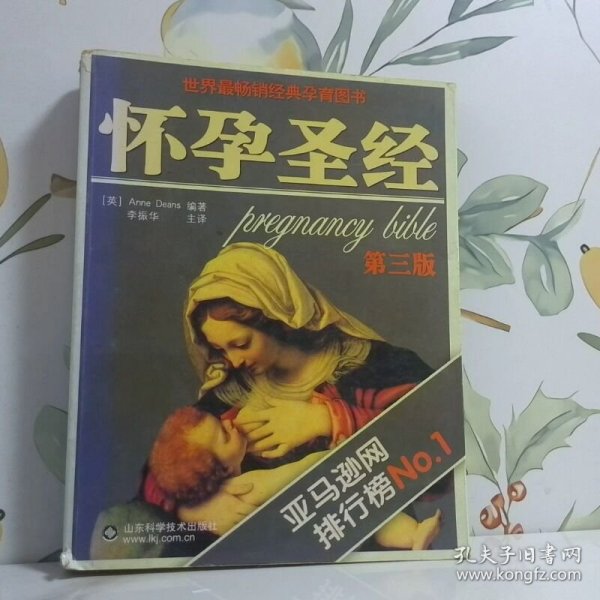 世界最畅销经典孕育图书
怀孕圣经
[英] Anne Deans 编著
李振华 主译
pregnancy bible
第三版
亚马逊网
排行榜No.1
山东科学技术出版社
www.lkj.com.cn
孔夫子旧书网
www.kongfz.com